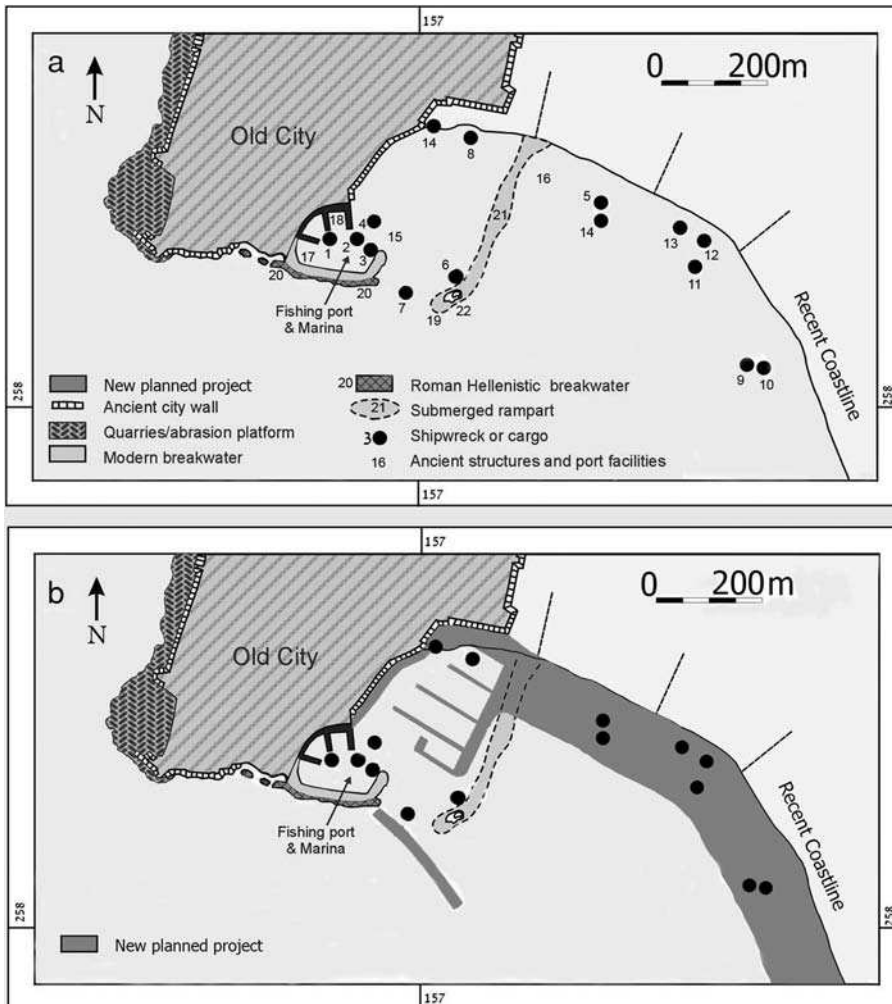 157
a
N
0 200m
Old City
14
8
16
5
14
13
12
11
21
18
4
15
17
1
2
3
6
20
20
7
19
22
Fishing port
& Marina
9
10
Recent Coastline
New planned project
Ancient city wall
Quarries/abrasion platform
Modern breakwater
20 Roman Hellenistic breakwater
21 Submerged rampart
3 Shipwreck or cargo
16 Ancient structures and port facilities
258
258
157
157
b
N
0 200m
Old City
Fishing port
& Marina
Recent Coastline
New planned project
258
258
157